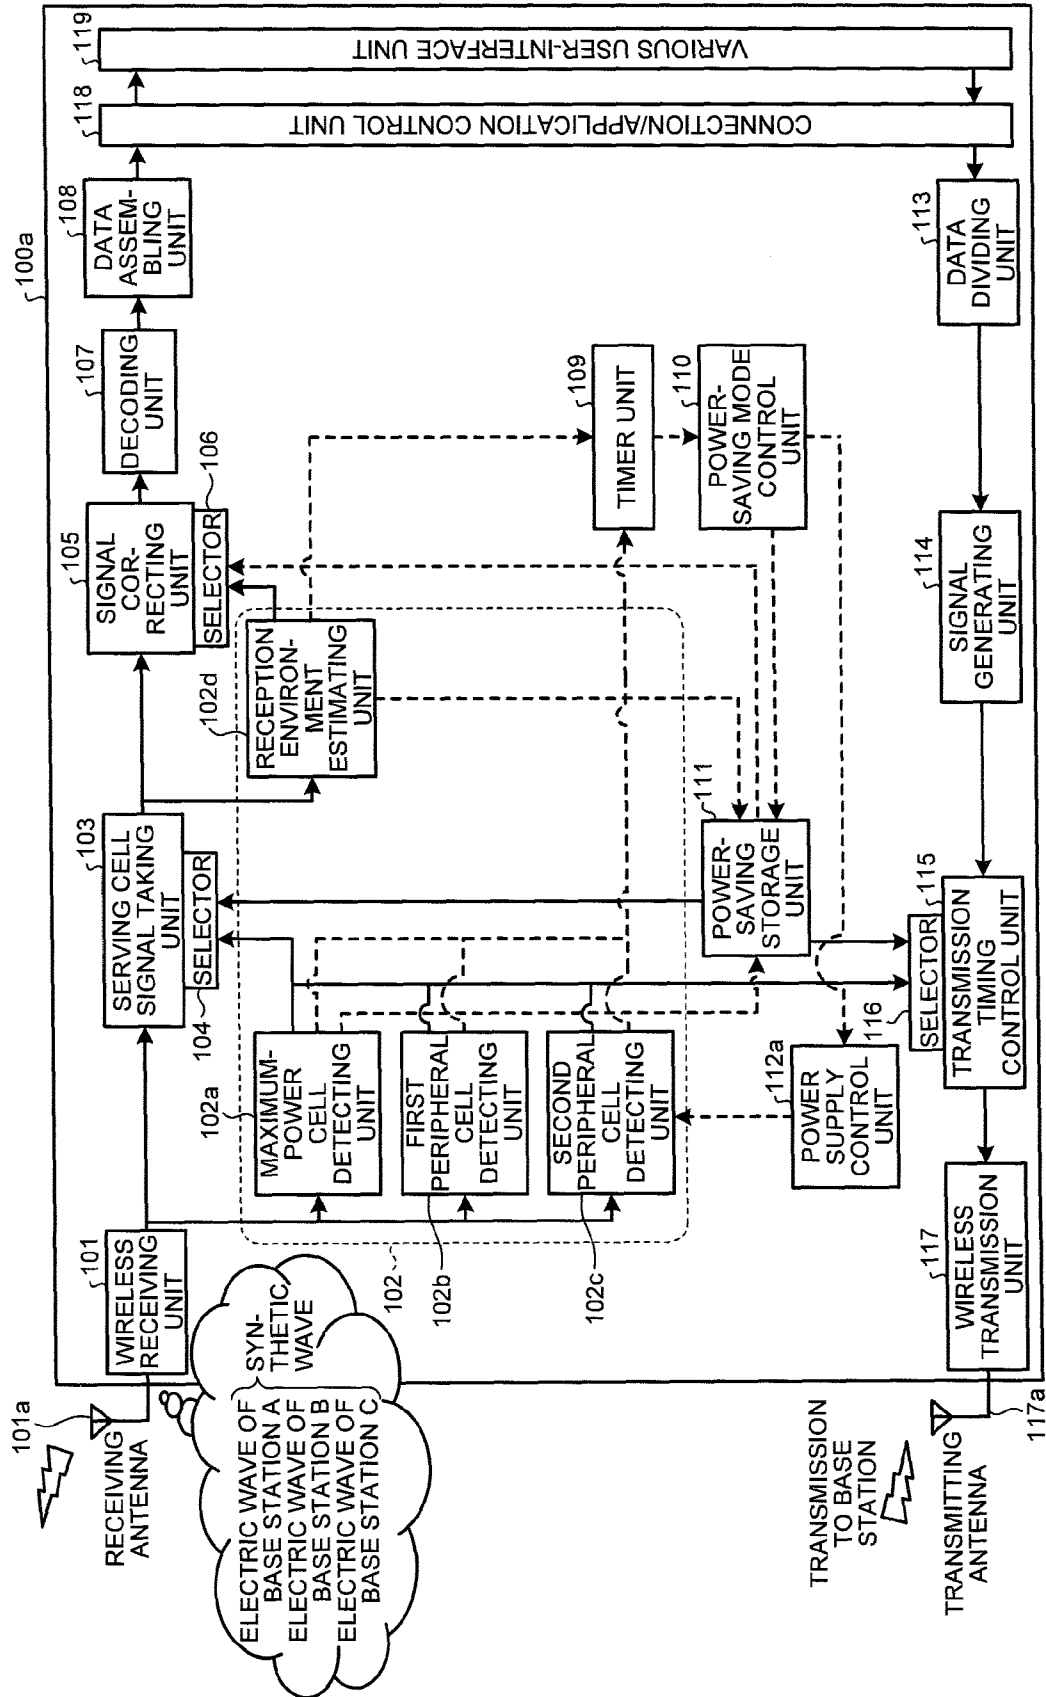 100a
101a
RECEIVING
ANTENNA
101
WIRELESS
RECEIVING
UNIT
103
SERVING CELL
SIGNAL TAKING
UNIT
SELECTOR
104
105
SIGNAL
COR-
RECTING
UNIT
SELECTOR
106
107
DECODING
UNIT
108
DATA
ASSEM-
BLING
UNIT
118
CONNECTION/APPLICATION CONTROL UNIT
119
VARIOUS USER-INTERFACE UNIT
ELECTRIC WAVE OF
BASE STATION A
ELECTRIC WAVE OF
BASE STATION B
ELECTRIC WAVE OF
BASE STATION C
SYN-
THETIC
WAVE
102
102a
MAXIMUM-
POWER
CELL
DETECTING
UNIT
102b
FIRST
PERIPHERAL
CELL
DETECTING
UNIT
102c
SECOND
PERIPHERAL
CELL
DETECTING
UNIT
102d
RECEPTION
ENVIRON-
MENT
ESTIMATING
UNIT
109
TIMER UNIT
110
POWER-
SAVING MODE
CONTROL
UNIT
111
POWER-
SAVING
STORAGE
UNIT
112a
POWER
SUPPLY
CONTROL
UNIT
TRANSMISSION
TO BASE
STATION
TRANSMITTING
ANTENNA
117a
117
WIRELESS
TRANSMISSION
UNIT
116
SELECTOR
115
TRANSMISSION
TIMING
CONTROL UNIT
114
SIGNAL
GENERATING
UNIT
113
DATA
DIVIDING
UNIT